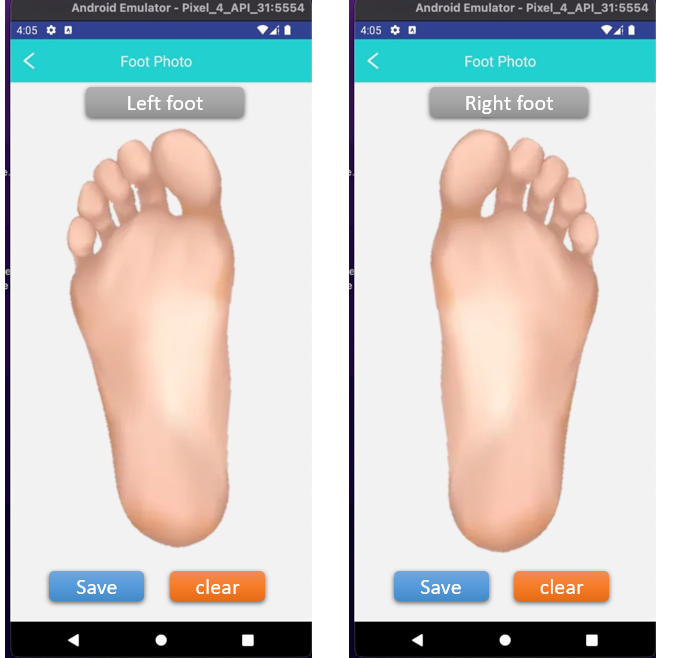 Android Emulator - Pixel_4_API_31:5554
4:05
Foot Photo
Left foot
Save
clear
Android Emulator - Pixel_4_API_31:5554
4:05
Foot Photo
Right foot
Save
clear